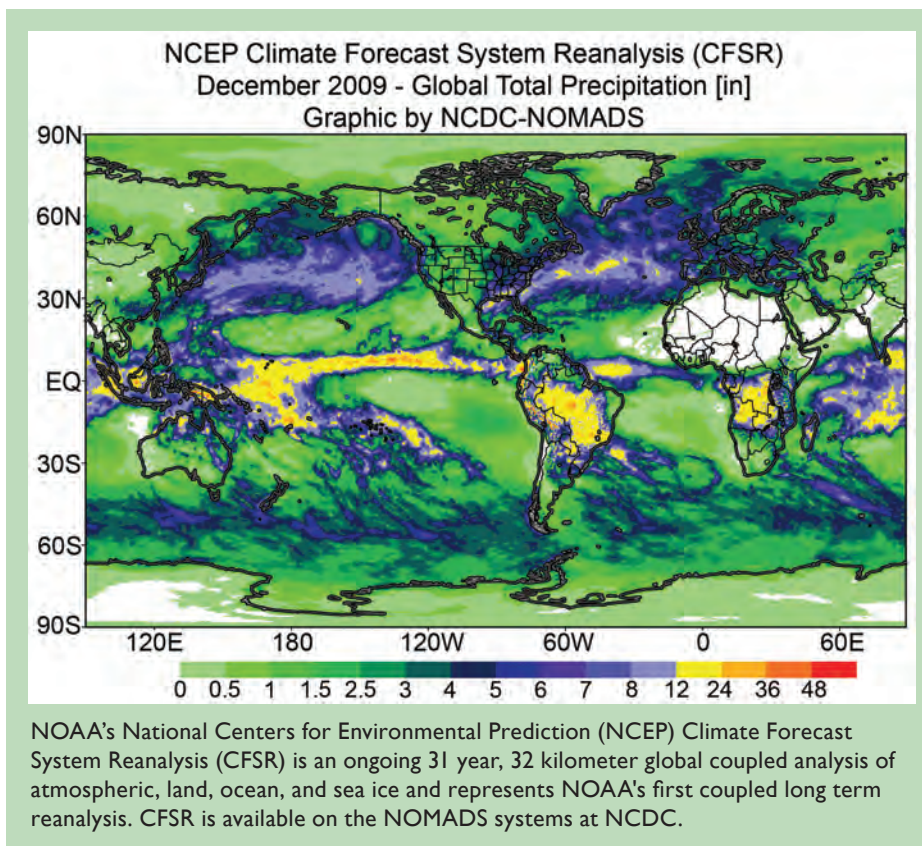 NCEP Climate Forecast System Reanalysis (CFSR)
December 2009 - Global Total Precipitation [in]
Graphic by NCDC-NOMADS
90N
60N
30N
EQ
30S
60S
90S
120E 180 120W 60W 0 60E
0 0.5 1 1.5 2.5 3 4 5 6 7 8 12 24 36 48
NOAA's National Centers for Environmental Prediction (NCEP) Climate Forecast
System Reanalysis (CFSR) is an ongoing 31 year, 32 kilometer global coupled analysis of
atmospheric, land, ocean, and sea ice and represents NOAA's first coupled long term
reanalysis. CFSR is available on the NOMADS systems at NCDC.